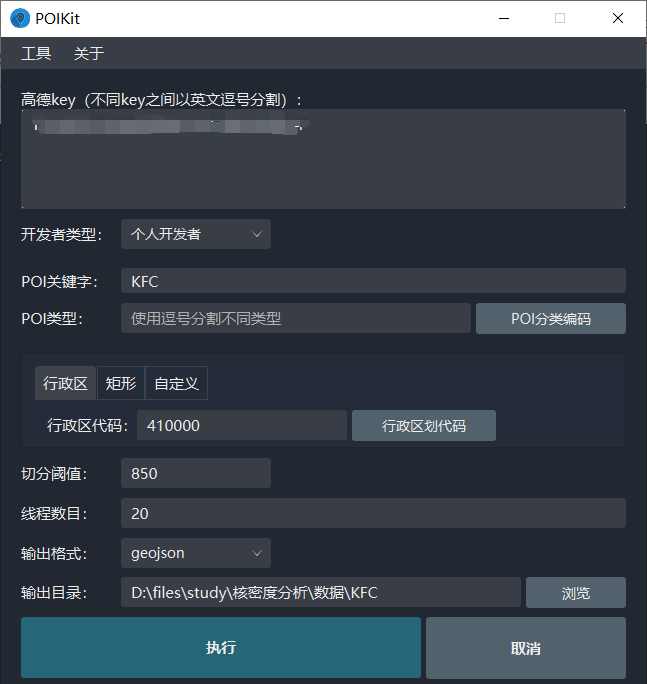 POIKit
工具 关于
高德key（不同key之间以英文逗号分割）:
开发者类型： 个人开发者
POI关键字： KFC
POI类型： 使用逗号分割不同类型 POI分类编码
行政区 矩形 自定义
行政区代码： 410000 行政区划代码
切分阈值： 850
线程数目： 20
输出格式： geojson
输出目录： D:\files\study\核密度分析\数据\KFC 浏览
执行 取消